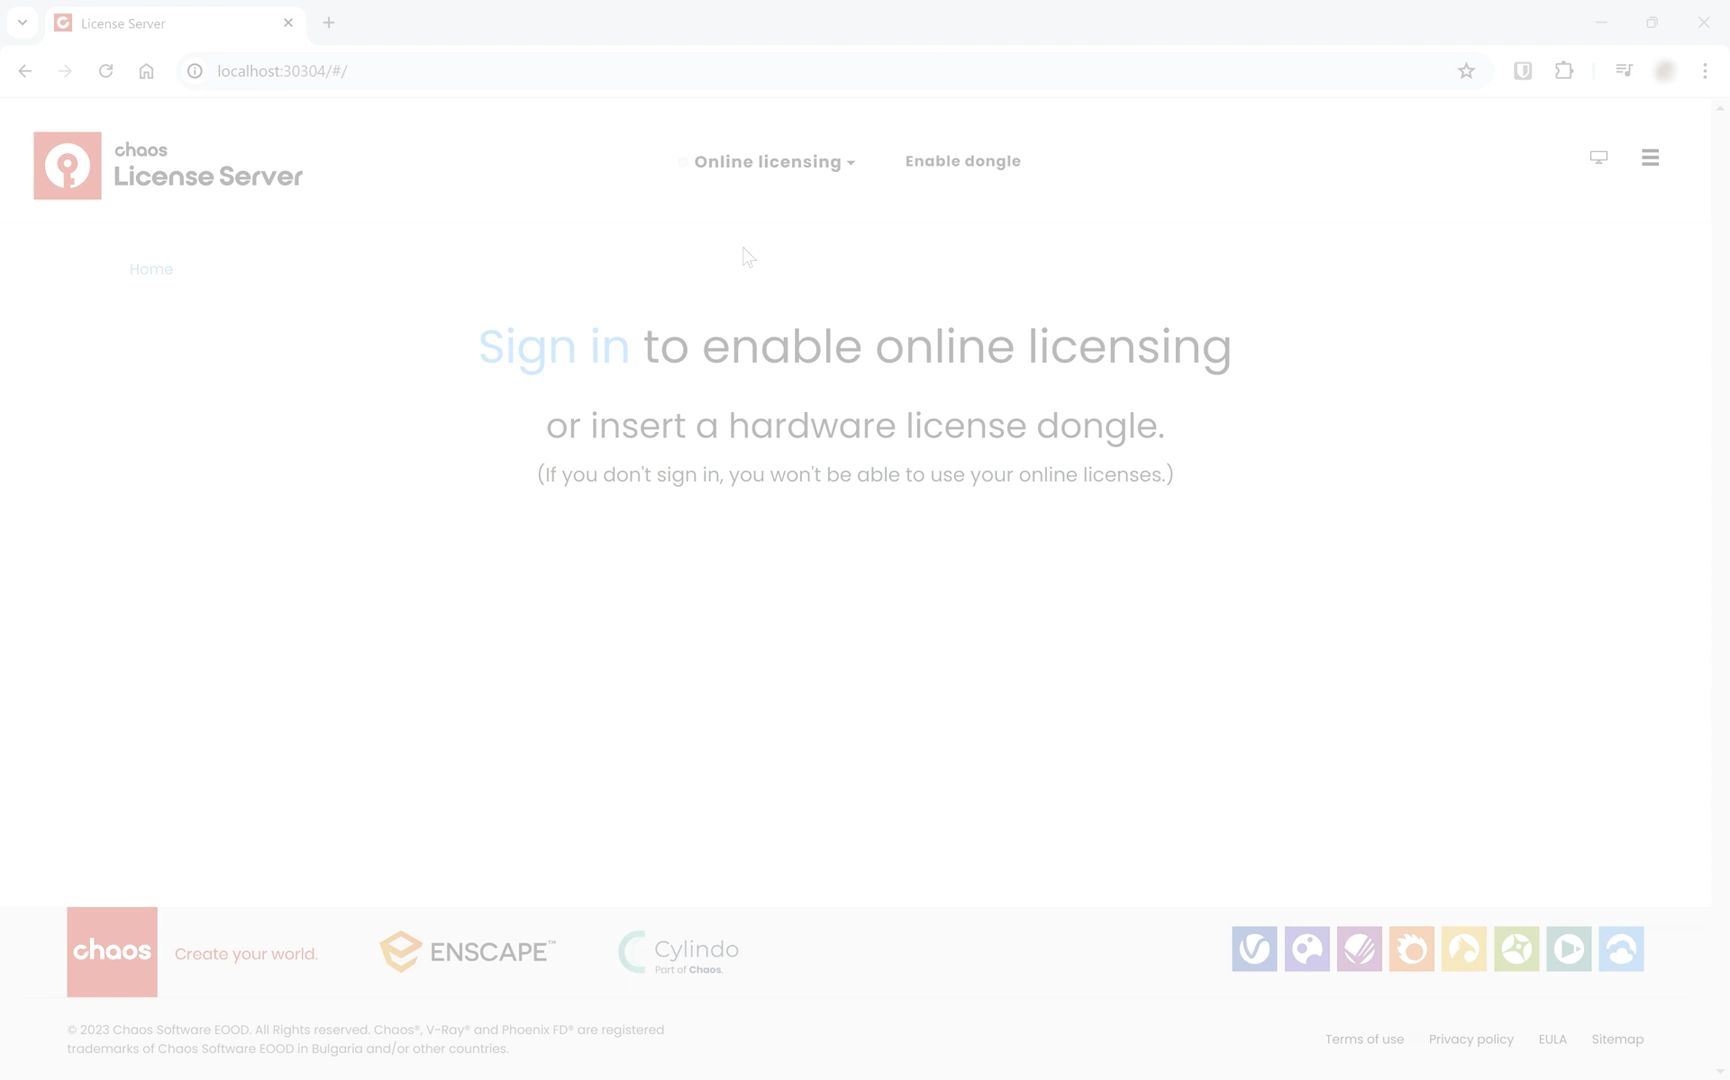 License Server
localhost:30304/#/
chaos
License Server
Online licensing
Enable dongle
Home
Sign in to enable online licensing
or insert a hardware license dongle.
(If you don't sign in, you won't be able to use your online licenses.)
chaos
Create your world.
ENSCAPE™
Cylindo
Part of Chaos.
© 2023 Chaos Software EOOD. All Rights reserved. Chaos®, V-Ray® and Phoenix FD® are registered
trademarks of Chaos Software EOOD in Bulgaria and/or other countries.
Terms of use
Privacy policy
EULA
Sitemap